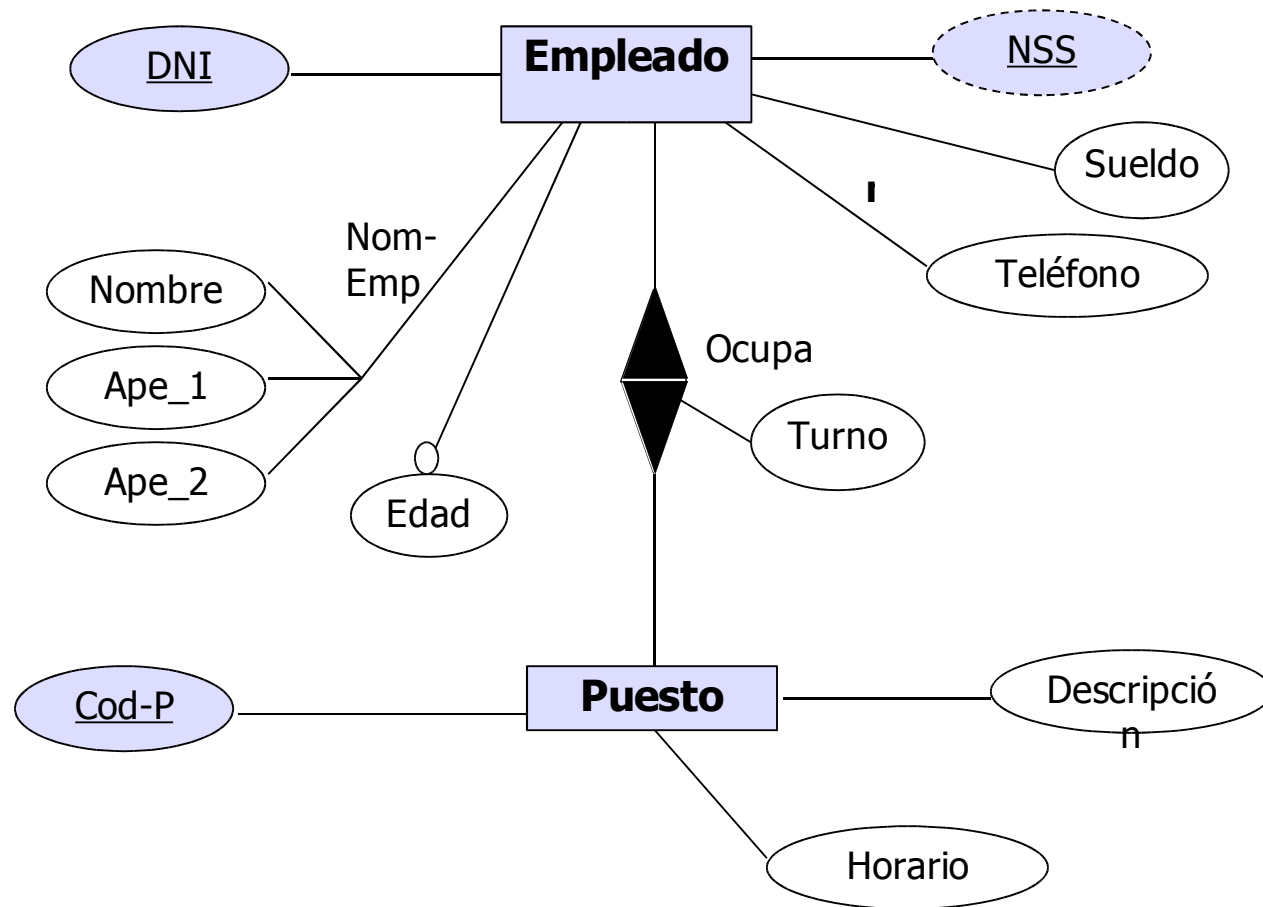 DNI
Empleado
NSS
Sueldo
Nom-
Emp
Teléfono
Nombre
Ape_1
Ape_2
Edad
Ocupa
Turno
Cod-P
Puesto
Descripció
n
Horario